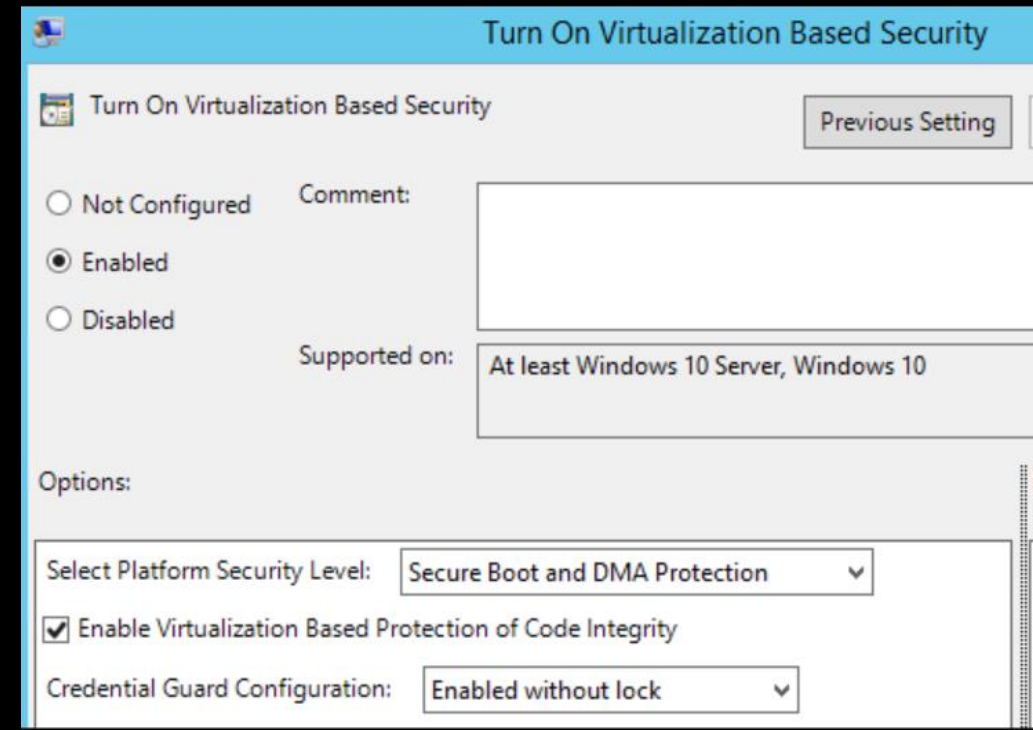 Turn On Virtualization Based Security
Turn On Virtualization Based Security
Previous Setting
Not Configured
Comment:
Enabled
Disabled
Supported on:
At least Windows 10 Server, Windows 10
Options:
Select Platform Security Level: Secure Boot and DMA Protection
Enable Virtualization Based Protection of Code Integrity
Credential Guard Configuration: Enabled without lock